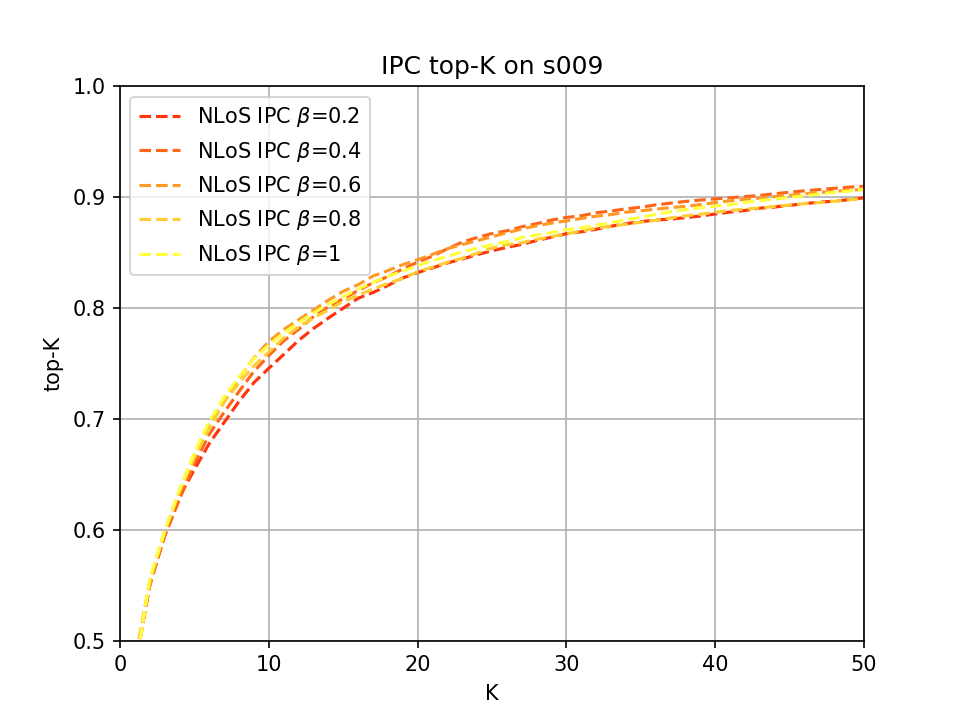 IPC top-K on s009
1.0
0.9
0.8
0.7
0.6
0.5
top-K
NLoS IPC β=0.2
NLoS IPC β=0.4
NLoS IPC β=0.6
NLoS IPC β=0.8
NLoS IPC β=1
0 10 20 30 40 50
K